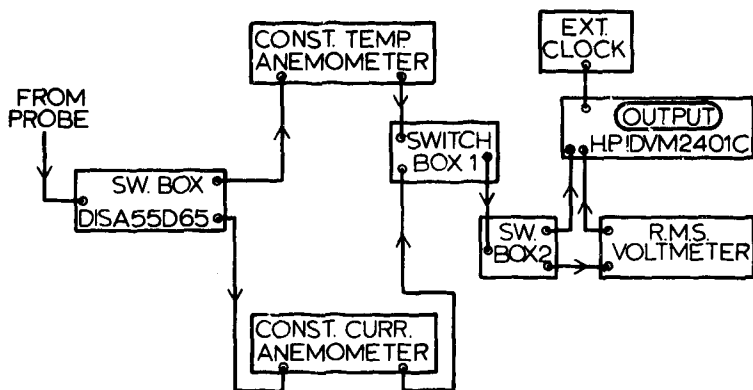 CONST. TEMP.
ANEMOMETER
EXT.
CLOCK
FROM
PROBE
OUTPUT
H.P! DVM2401C
SWITCH
BOX 1
SW. BOX
DISA55D65
SW.
BOX2
R.M.S.
VOLTMETER
CONST. CURR.
ANEMOMETER